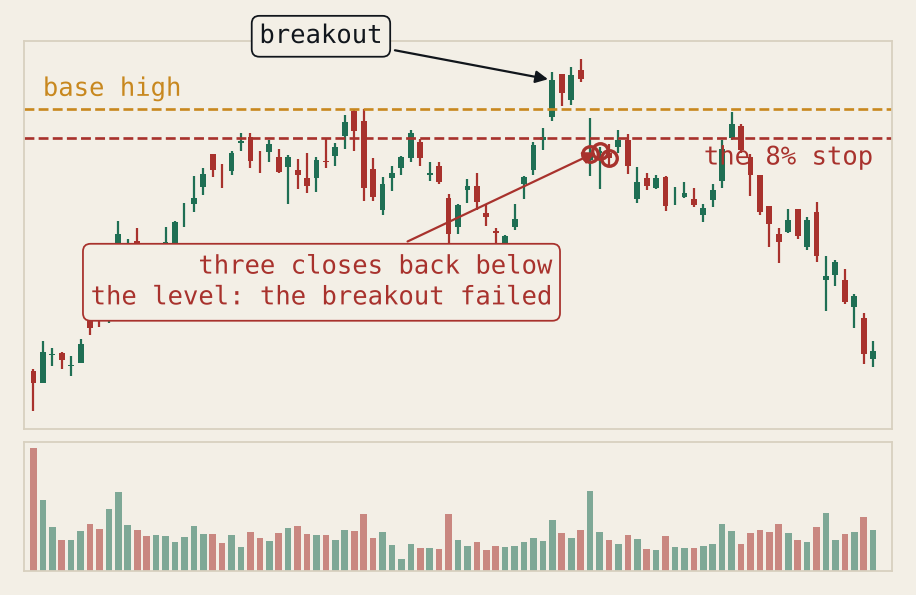 breakout
base high
the 8% stop
three closes back below
the level: the breakout failed